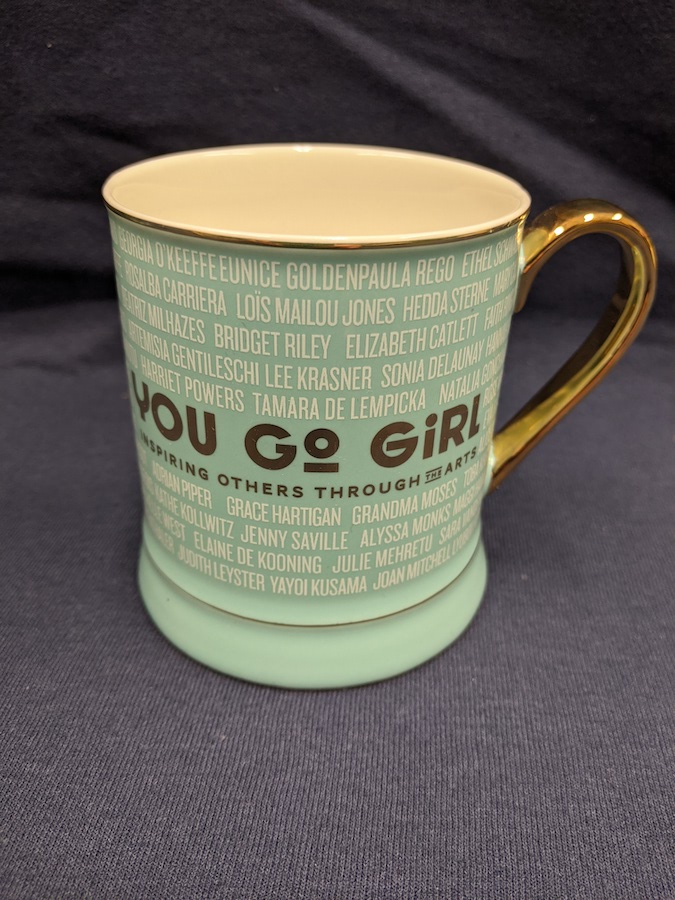 GEORGIA O'KEEFFE EUNICE GOLDEN PAULA REGO ETHEL
ROSALBA CARRIERA LOÏS MAILOU JONES HEDDA STERNE
MILHAZES BRIDGET RILEY ELIZABETH CATLETT
ARTEMISIA GENTILESCHI LEE KRASNER SONIA DELAUNAY
HARRIET POWERS TAMARA DE LEMPICKA NATALIA
YOU GO GIRL
INSPIRING OTHERS THROUGH THE ARTS
ADRIAN PIPER GRACE HARTIGAN GRANDMA MOSES
KATHE KOLLWITZ JENNY SAVILLE ALYSSA MONKS
WEST ELAINE DE KOONING JULIE MEHRETU SARA
JUDITH LEYSTER YAYOI KUSAMA JOAN MITCHELL